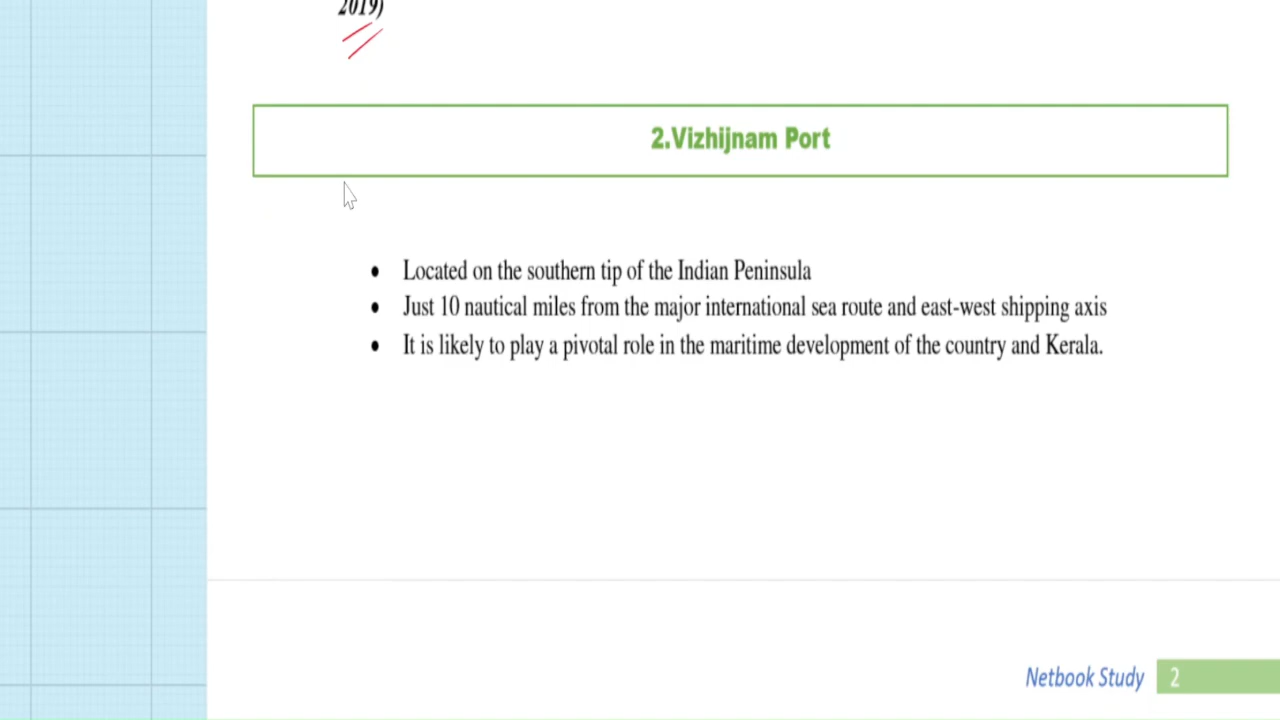 2019)
2.Vizhijnam Port
• Located on the southern tip of the Indian Peninsula
• Just 10 nautical miles from the major international sea route and east-west shipping axis
• It is likely to play a pivotal role in the maritime development of the country and Kerala.
Netbook Study 2